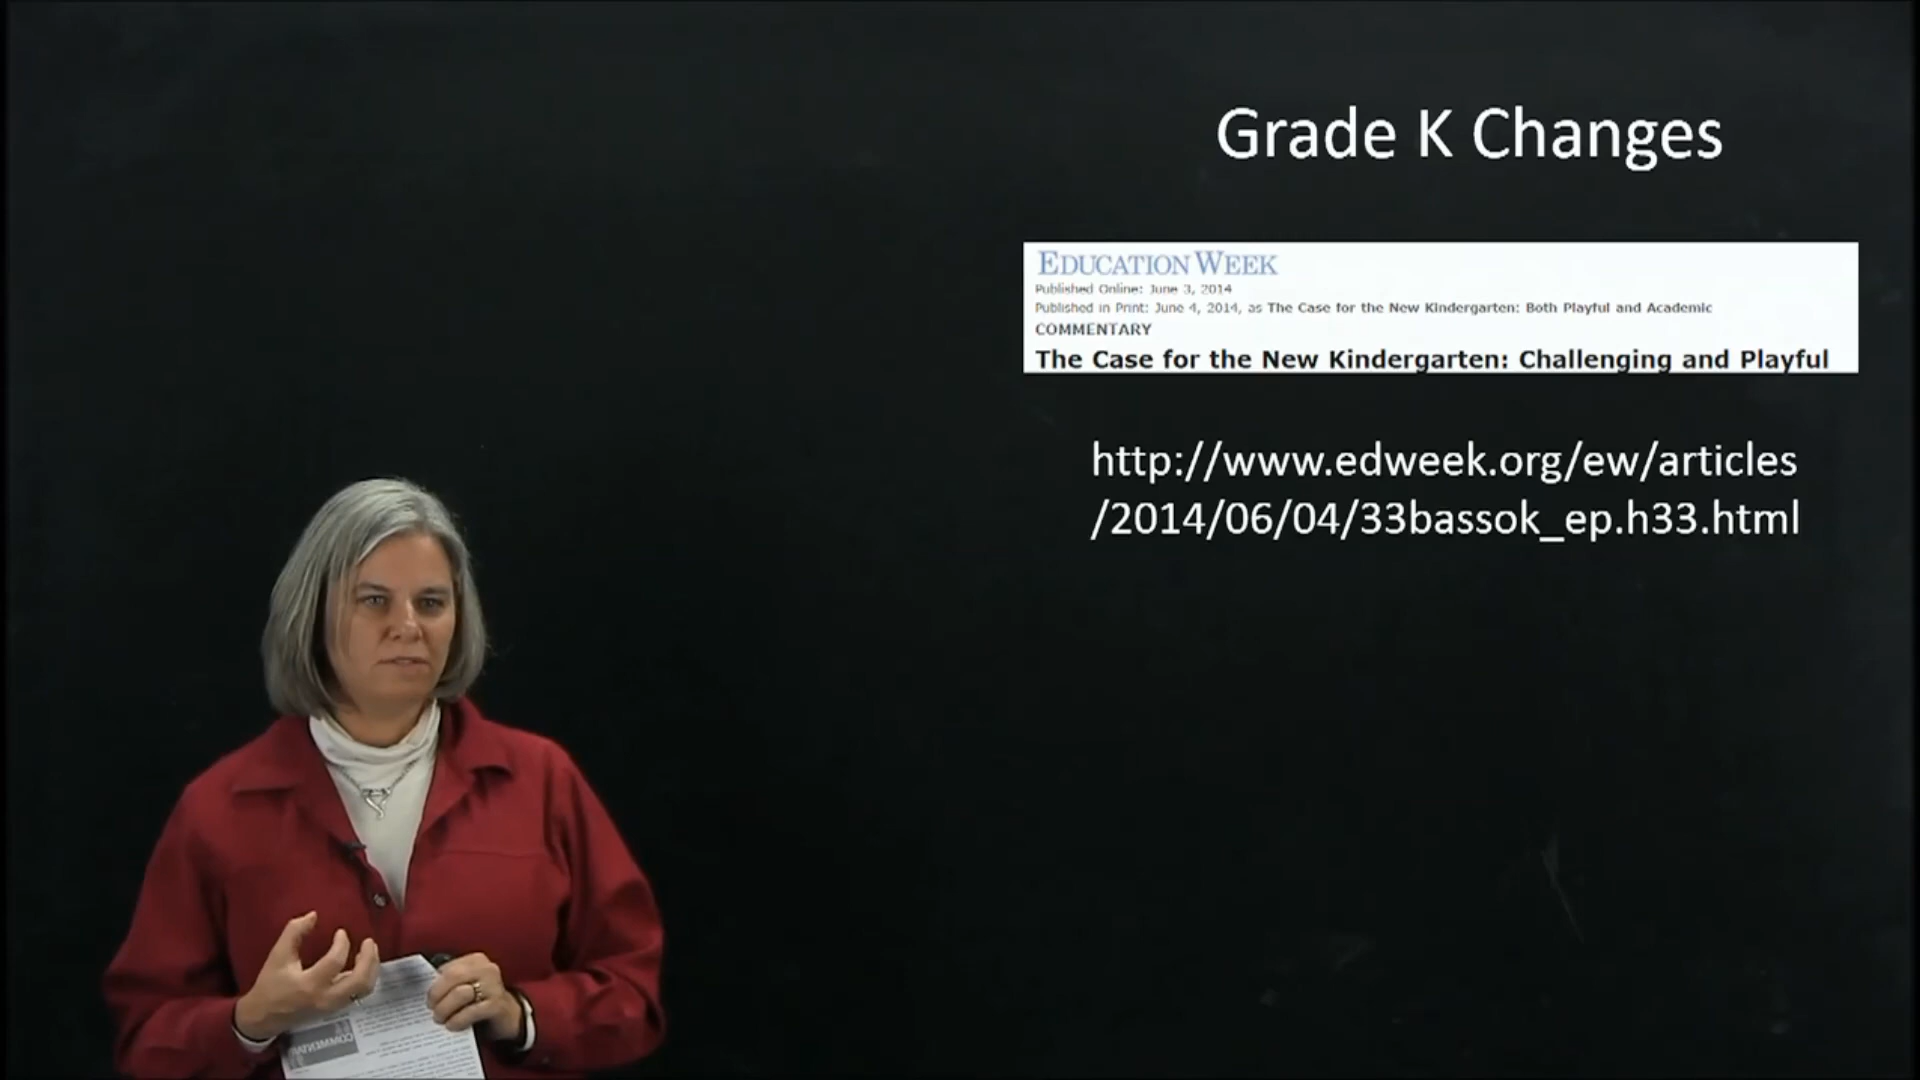 Grade K Changes
EDUCATION WEEK
Published Online: June 3, 2014
Published in Print: June 4, 2014, as The Case for the New Kindergarten: Both Playful and Academic
COMMENTARY
The Case for the New Kindergarten: Challenging and Playful
http://www.edweek.org/ew/articles
/2014/06/04/33bassok_ep.h33.html